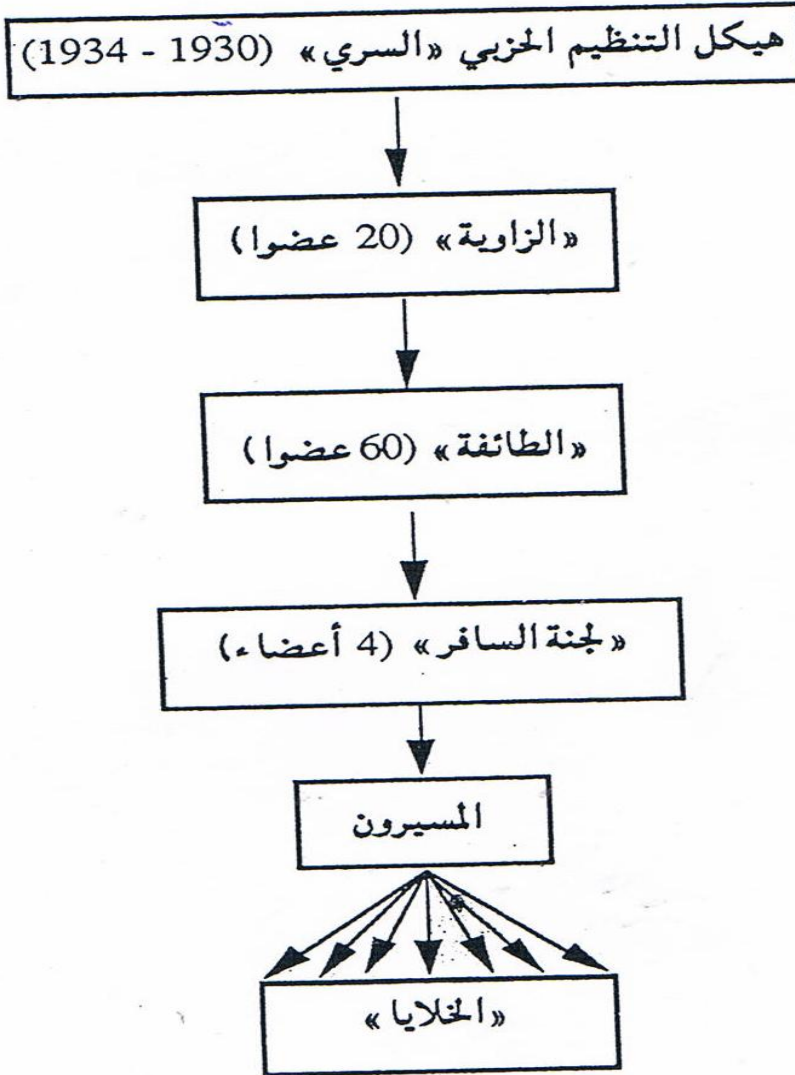 هيكل التنظيم الحزبي «السري» (1930 - 1934)
«الزاوية» (20 عضوا)
«الطائفة» (60 عضوا)
«لجنة السافر» (4 أعضاء)
المسيرون
«الخلايا»